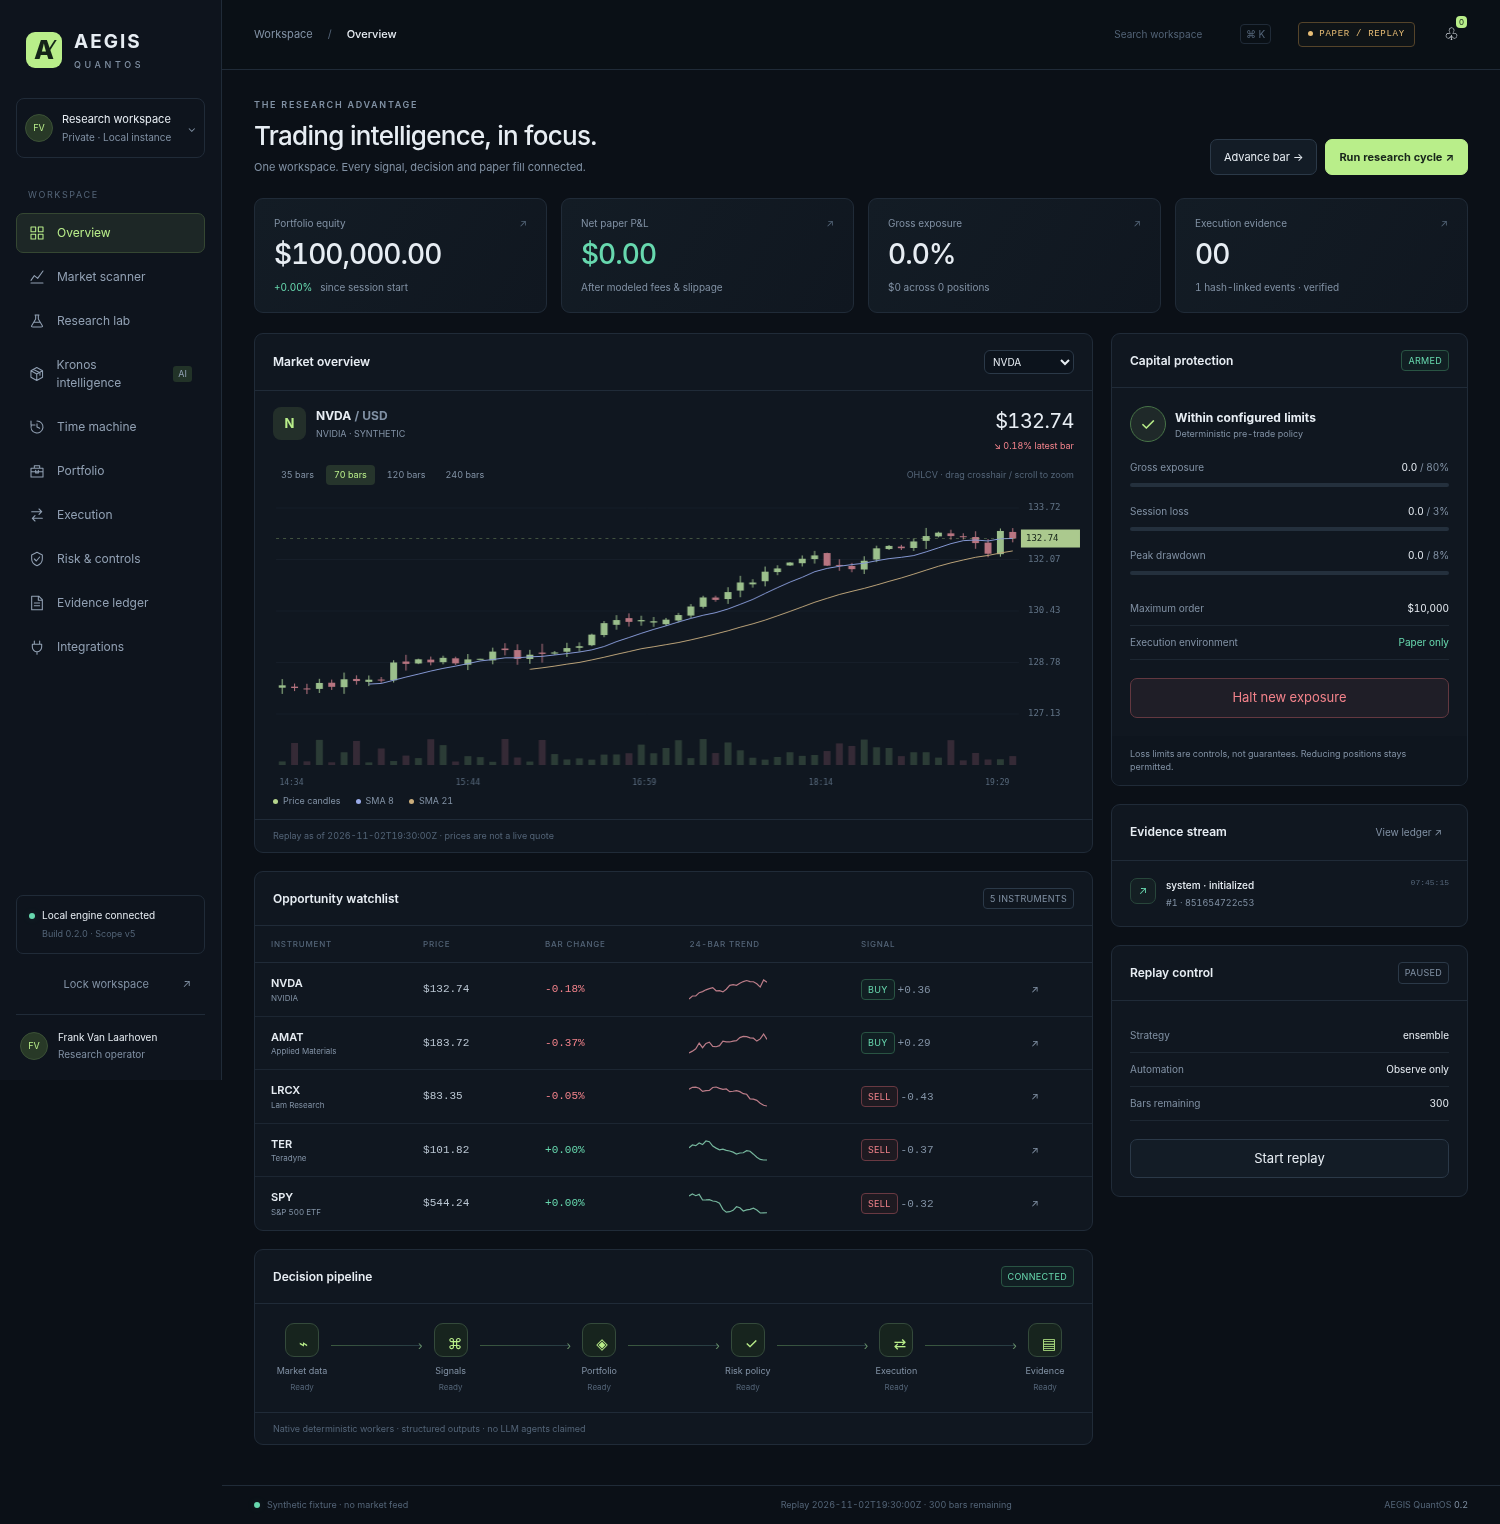 AEGIS
QUANTOS
FV
Research workspace
Private · Local instance
WORKSPACE
Overview
Market scanner
Research lab
Kronos
intelligence
AI
Time machine
Portfolio
Execution
Risk & controls
Evidence ledger
Integrations
Local engine connected
Build 0.2.0 · Scope v5
Lock workspace ↗
FV
Frank Van Laarhoven
Research operator
Workspace / Overview
Search workspace ⌘ K
PAPER / REPLAY
0
THE RESEARCH ADVANTAGE
Trading intelligence, in focus.
One workspace. Every signal, decision and paper fill connected.
Advance bar →
Run research cycle ↗
Portfolio equity ↗
$100,000.00
+0.00% since session start
Net paper P&L ↗
$0.00
After modeled fees & slippage
Gross exposure ↗
0.0%
$0 across 0 positions
Execution evidence ↗
00
1 hash-linked events · verified
Market overview
NVDA
N
NVDA / USD
NVIDIA · SYNTHETIC
$132.74
↘ 0.18% latest bar
35 bars 70 bars 120 bars 240 bars
OHLCV · drag crosshair / scroll to zoom
133.72
132.74
132.07
130.43
128.78
127.13
14:34 15:44 16:59 18:14 19:29
Price candles SMA 8 SMA 21
Replay as of 2026-11-02T19:30:00Z · prices are not a live quote
Opportunity watchlist
5 INSTRUMENTS
INSTRUMENT PRICE BAR CHANGE 24-BAR TREND SIGNAL
NVDA $132.74 -0.18% BUY +0.36 ↗
NVIDIA
AMAT $183.72 -0.37% BUY +0.29 ↗
Applied Materials
LRCX $83.35 -0.05% SELL -0.43 ↗
Lam Research
TER $101.82 +0.00% SELL -0.37 ↗
Teradyne
SPY $544.24 +0.00% SELL -0.32 ↗
S&P 500 ETF
Decision pipeline
CONNECTED
Market data Signals Portfolio Risk policy Execution Evidence
Ready Ready Ready Ready Ready Ready
Native deterministic workers · structured outputs · no LLM agents claimed
Capital protection
ARMED
Within configured limits
Deterministic pre-trade policy
Gross exposure 0.0 / 80%
Session loss 0.0 / 3%
Peak drawdown 0.0 / 8%
Maximum order $10,000
Execution environment Paper only
Halt new exposure
Loss limits are controls, not guarantees. Reducing positions stays
permitted.
Evidence stream
View ledger ↗
system · initialized 07:45:15
#1 · 851654722c53
Replay control
PAUSED
Strategy ensemble
Automation Observe only
Bars remaining 300
Start replay
Synthetic fixture · no market feed
Replay 2026-11-02T19:30:00Z · 300 bars remaining
AEGIS QuantOS 0.2